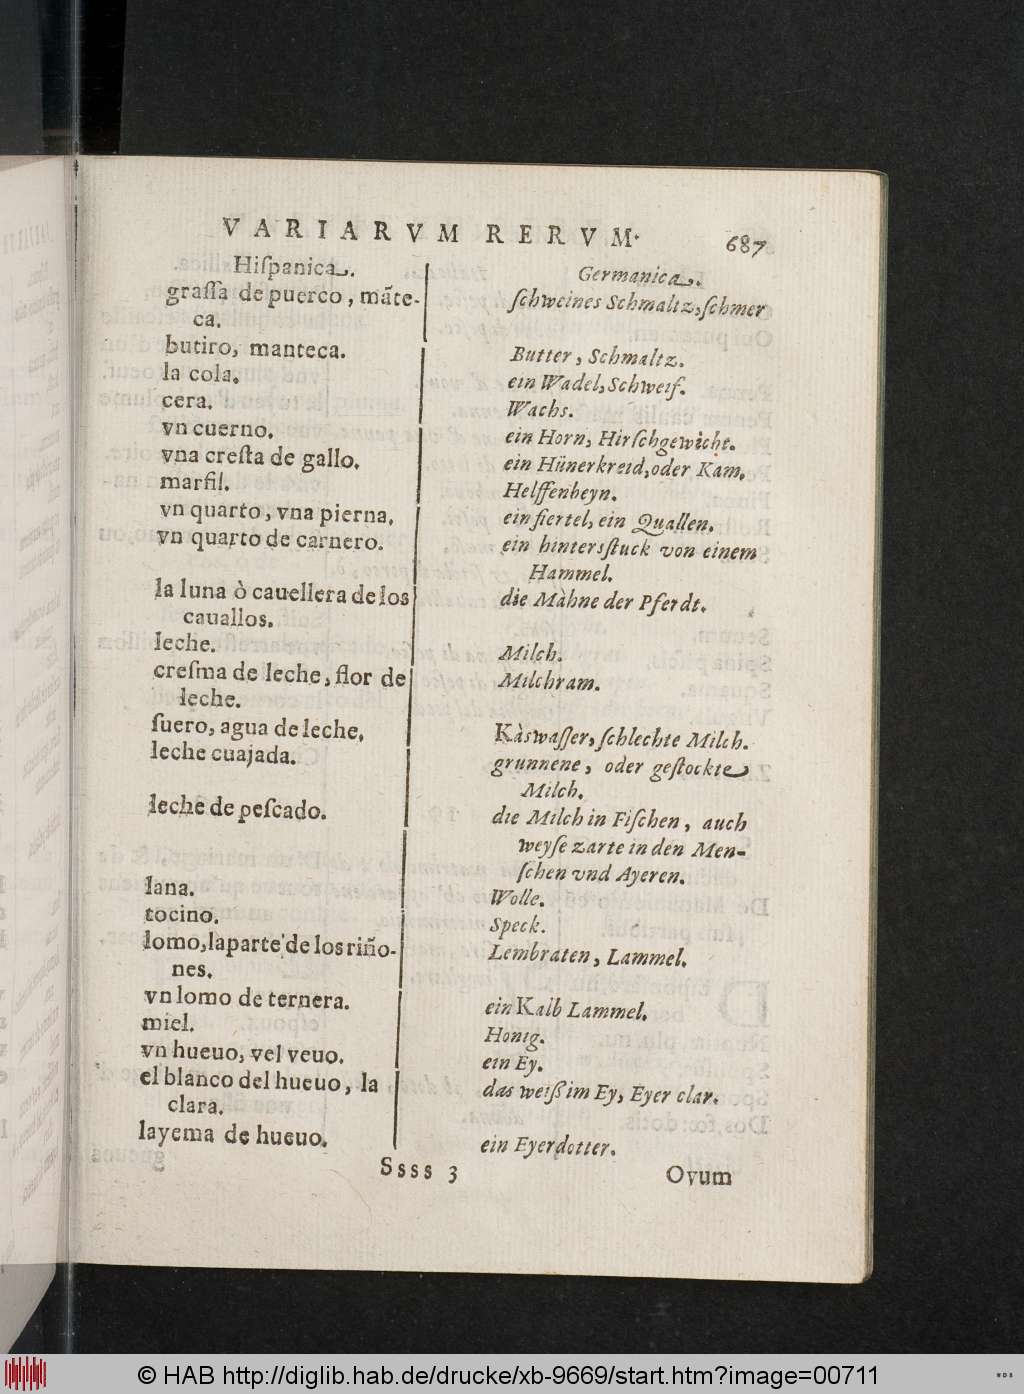 VARIARVM RERVM. 687
Hiſpanica.
graſſa de puerco, mãte-
ca.
butiro, manteca.
la cola.
cera.
vn cuerno.
vna creſta de gallo.
marfil.
vn quarto, vna pierna.
vn quarto de carnero.
la luna ò cauellera de los
cauallos.
leche.
creſma de leche, flor de
leche.
ſuero, agua de leche.
leche cuajada.
leche de peſcado.
lana.
tocino.
lomo, laparte de los riño-
nes.
vn lomo de ternera.
miel.
vn hueuo, vel veuo.
el blanco del hueuo, la
clara.
layema de hueuo.
Germanica.
ſchweines Schmaltz, ſchmer
Butter, Schmaltz.
ein Wadel, Schweif.
Wachs.
ein Horn, Hirſchgewicht.
ein Hünerkreid, oder Kam.
Helffenbeyn.
ein fiertel, ein Quallen.
ein hintersſtuck von einem
Hammel.
die Màhne der Pferdt.
Milch.
Milchram.
Kàswaſſer, ſchlechte Milch.
grunnene, oder geſtockte
Milch.
die Milch in Fiſchen, auch
weyſe zarte in den Men-
ſchen vnd Ayeren.
Wolle.
Speck.
Lembraten, Lammel.
ein Kalb Lammel.
Honig.
ein Ey.
das weiß im Ey, Eyer clar.
ein Eyerdotter.
Ssss 3
Ovum
© HAB http://diglib.hab.de/drucke/xb-9669/start.htm?image=00711